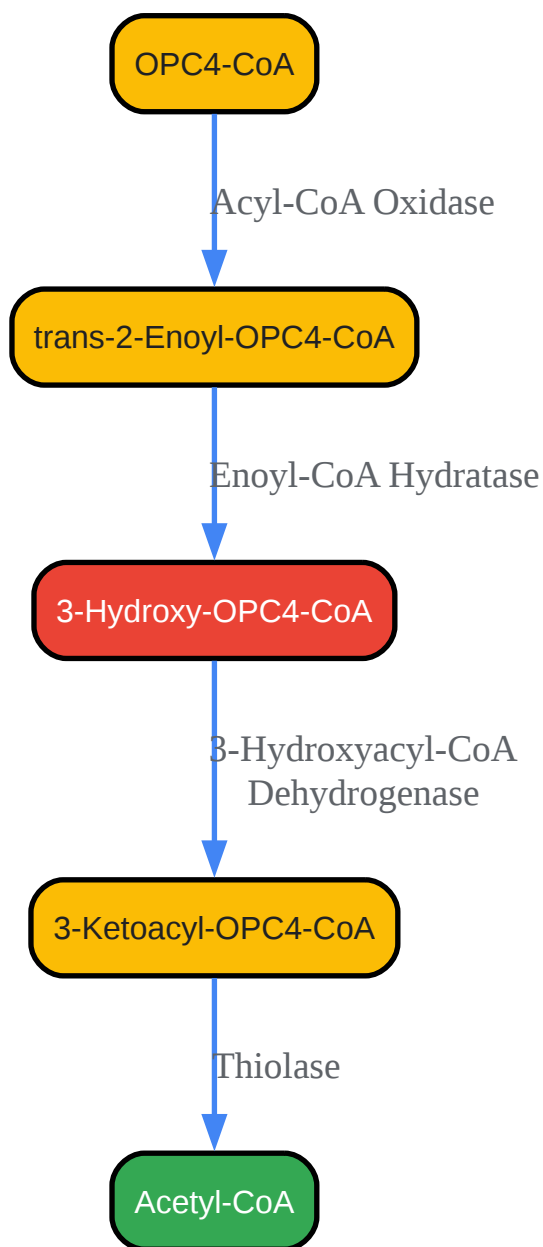 OPC4-CoA
Acyl-CoA Oxidase
trans-2-Enoyl-OPC4-CoA
Enoyl-CoA Hydratase
3-Hydroxy-OPC4-CoA
3-Hydroxyacyl-CoA
Dehydrogenase
3-Ketoacyl-OPC4-CoA
Thiolase
Acetyl-CoA